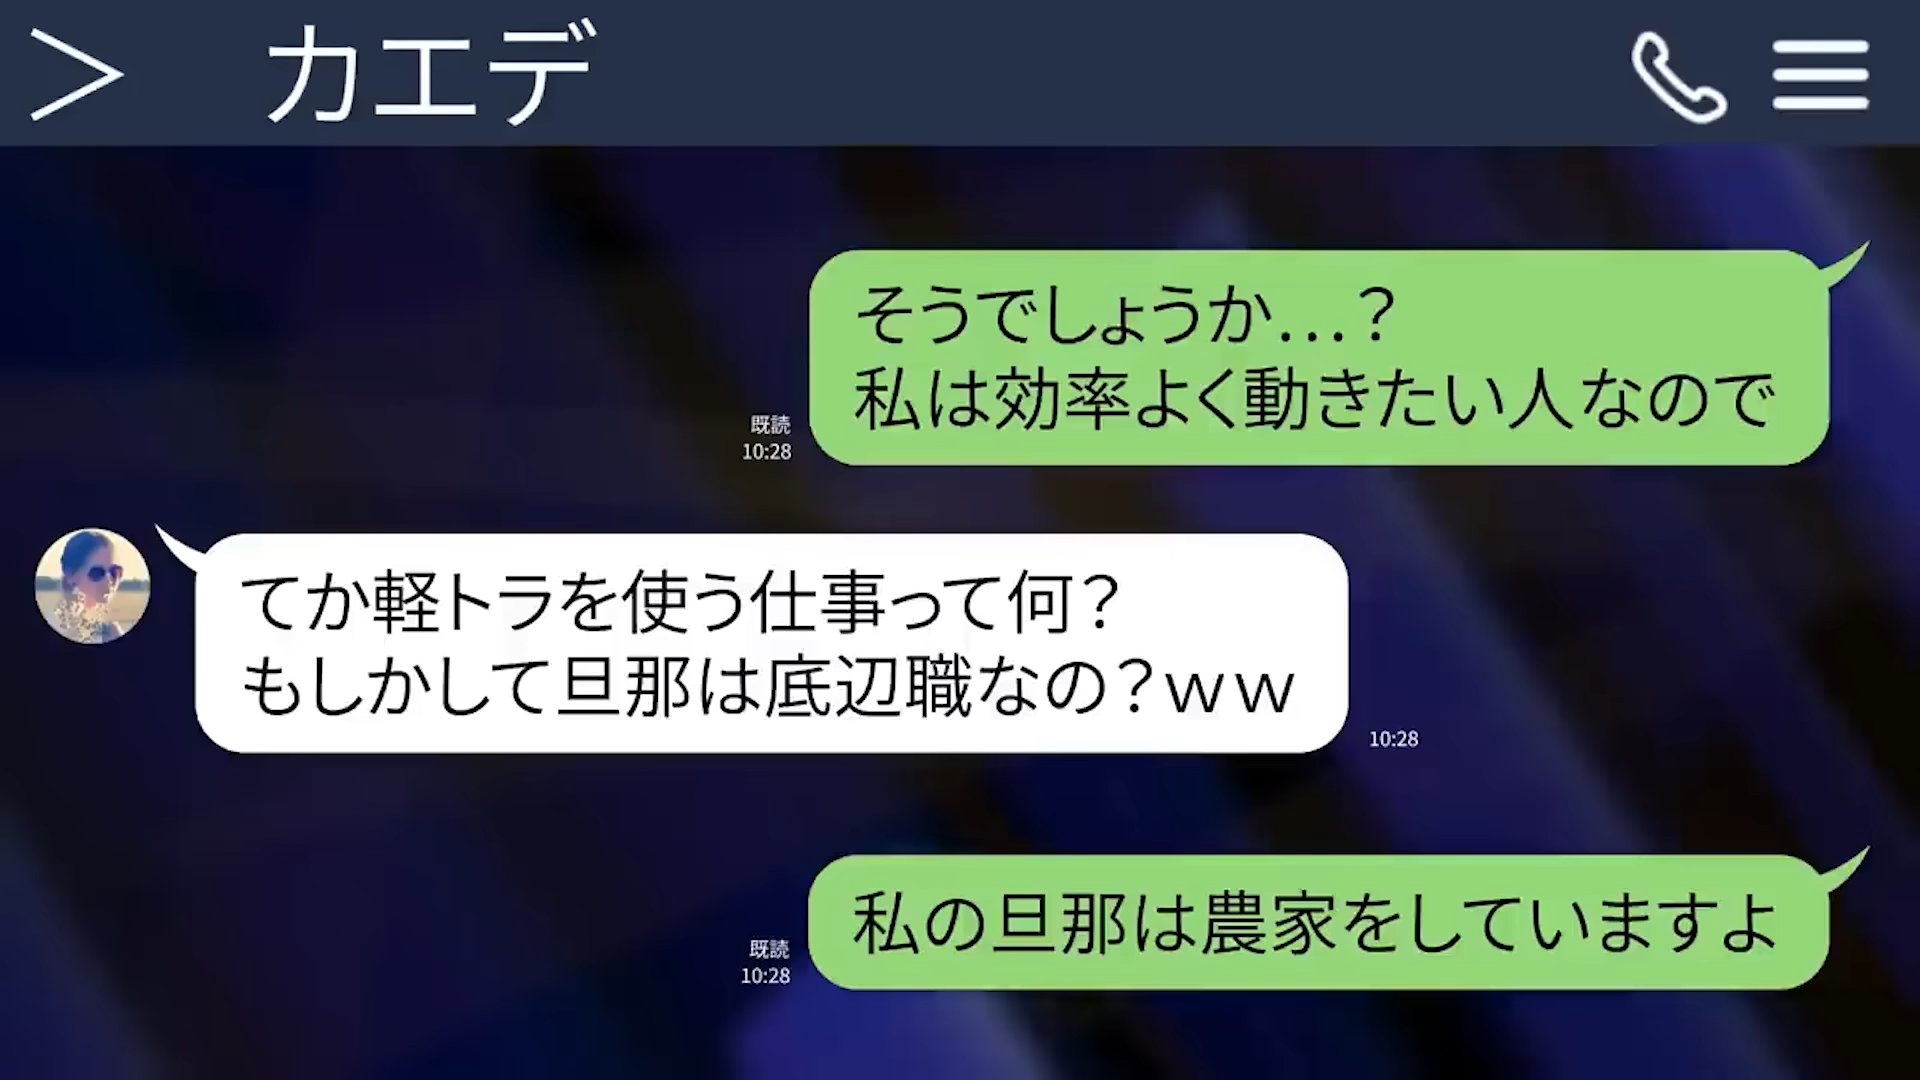 ＞ カエデ
そうでしょうか…？
私は効率よく動きたい人なので
既読
10:28
てか軽トラを使う仕事って何？
もしかして旦那は底辺職なの？ｗｗ
10:28
私の旦那は農家をしていますよ
既読
10:28